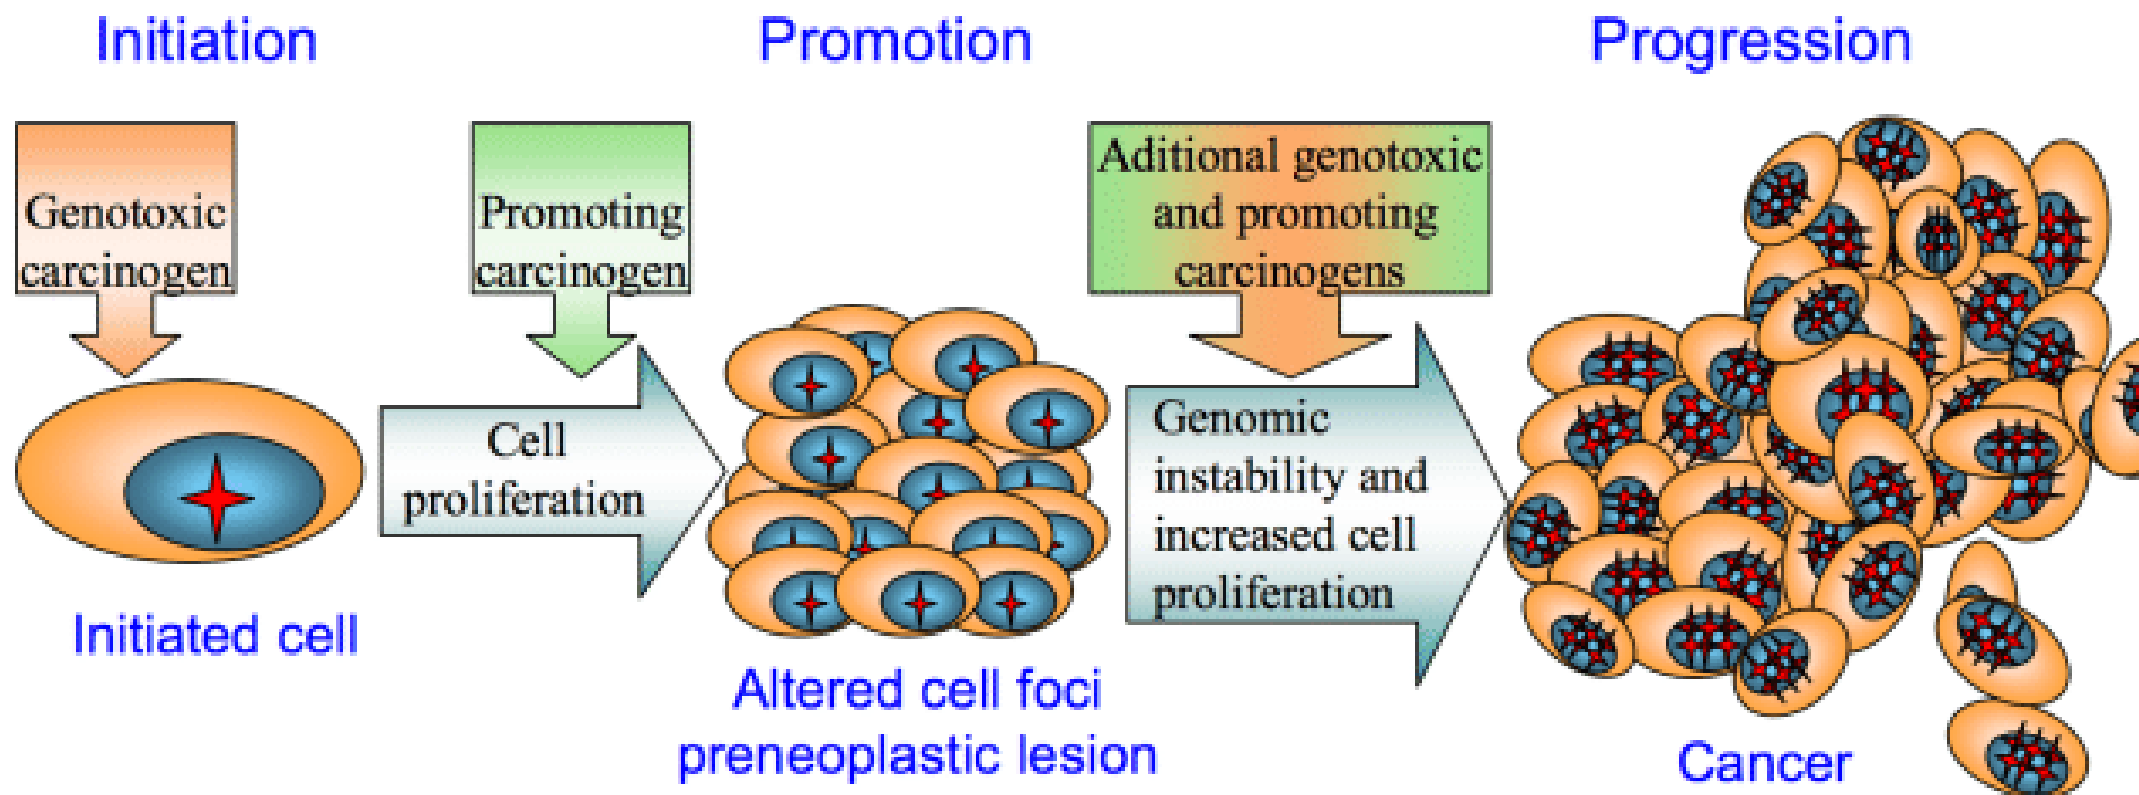 Initiation
Promotion
Progression
Genotoxic
carcinogen
Promoting
carcinogen
Aditional genotoxic
and promoting
carcinogens
Cell
proliferation
Genomic
instability and
increased cell
proliferation
Initiated cell
Altered cell foci
preneoplastic lesion
Cancer